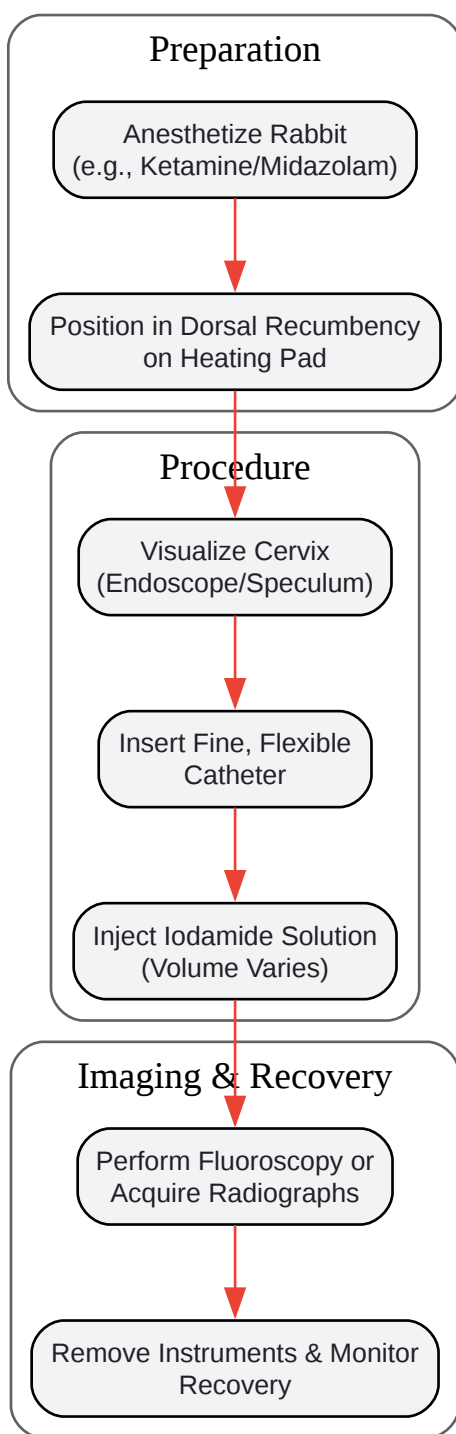 Preparation
Anesthetize Rabbit
(e.g., Ketamine/Midazolam)
Position in Dorsal Recumbency
on Heating Pad
Procedure
Visualize Cervix
(Endoscope/Speculum)
Insert Fine, Flexible
Catheter
Inject Iodamide Solution
(Volume Varies)
Imaging & Recovery
Perform Fluoroscopy or
Acquire Radiographs
Remove Instruments & Monitor
Recovery